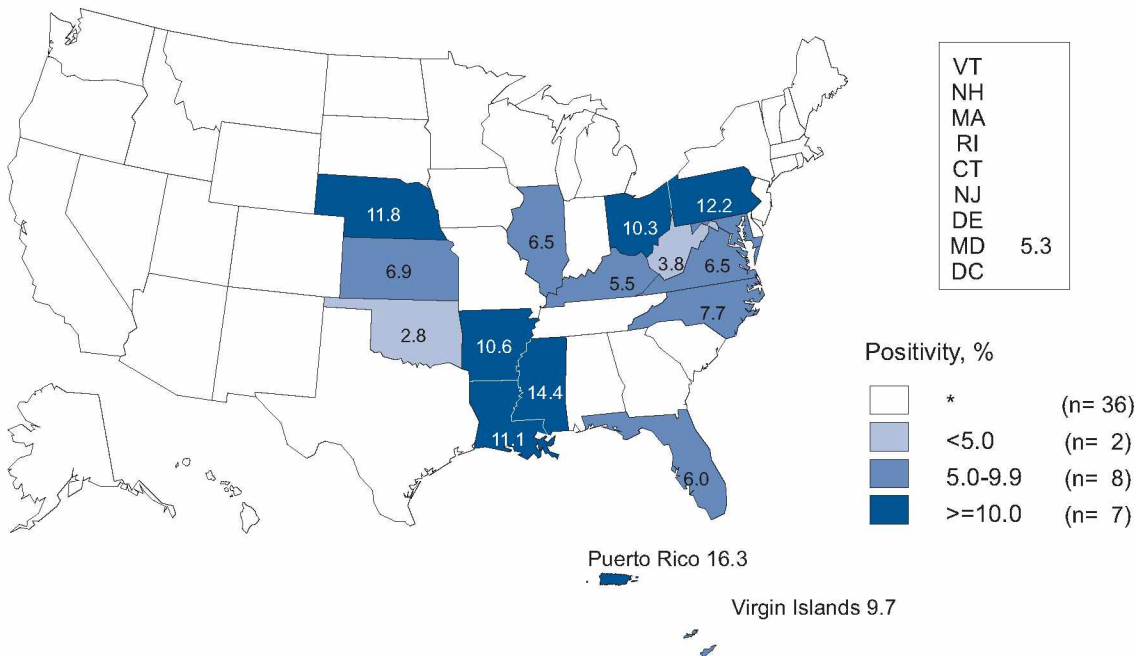 VT
NH
MA
RI
CT
NJ
DE
MD 5.3
DC
11.8
12.2
10.3
6.5
3.8
6.5
6.9
5.5
7.7
2.8
10.6
14.4
11.1
6.0
Positivity, %
* (n= 36)
<5.0 (n= 2)
5.0-9.9 (n= 8)
>=10.0 (n= 7)
Puerto Rico 16.3
Virgin Islands 9.7